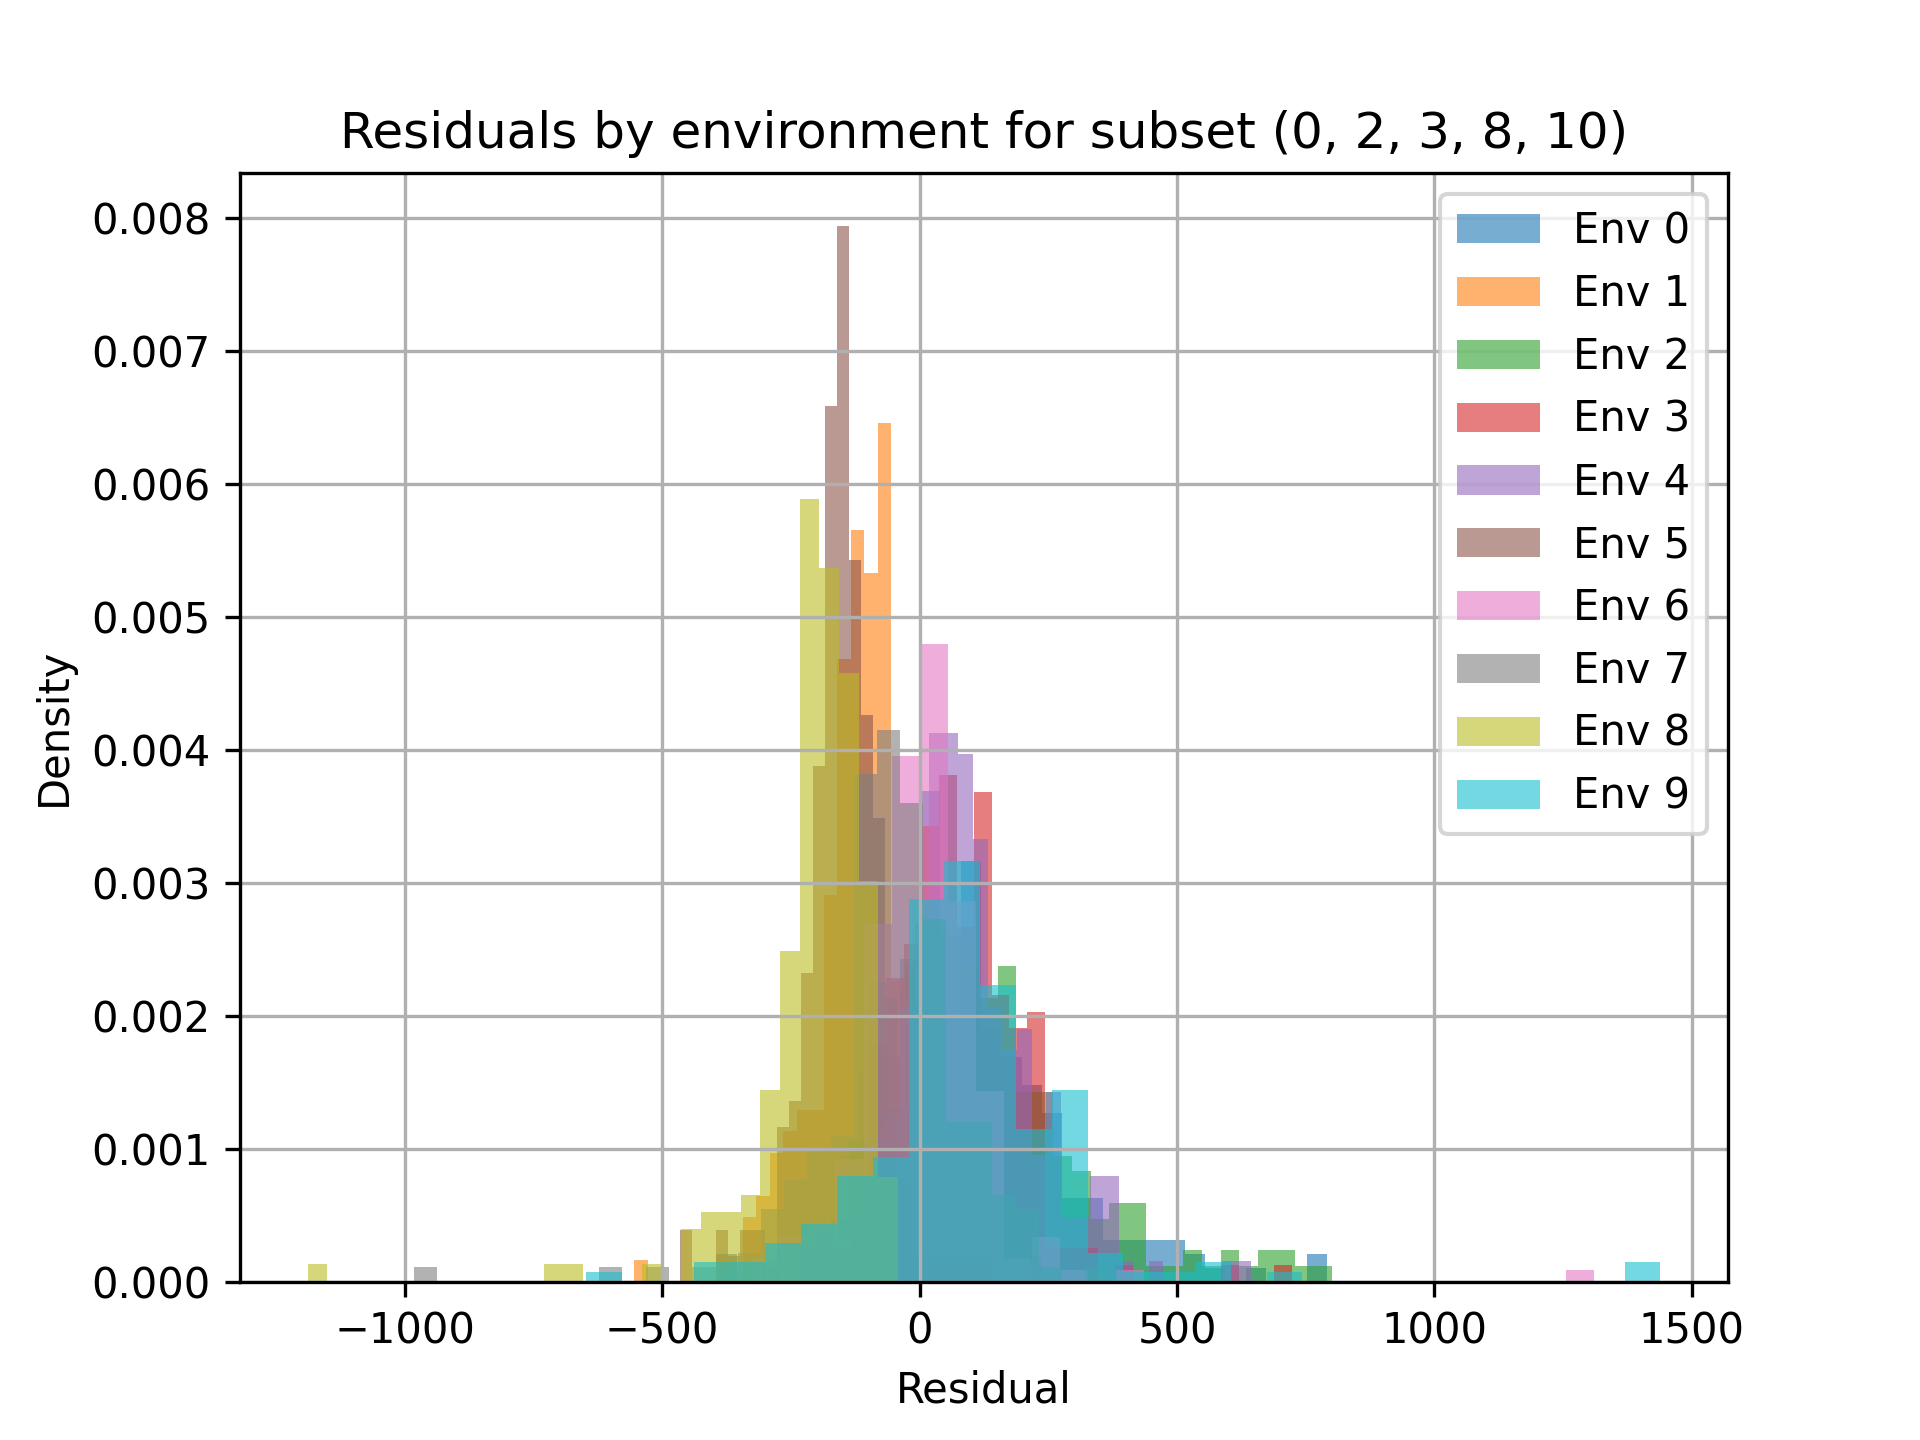 Residuals by environment for subset (0, 2, 3, 8, 10)
0.008
0.007
0.006
0.005
0.004
0.003
0.002
0.001
0.000
Density
Env 0
Env 1
Env 2
Env 3
Env 4
Env 5
Env 6
Env 7
Env 8
Env 9
−1000
−500
0
500
1000
1500
Residual